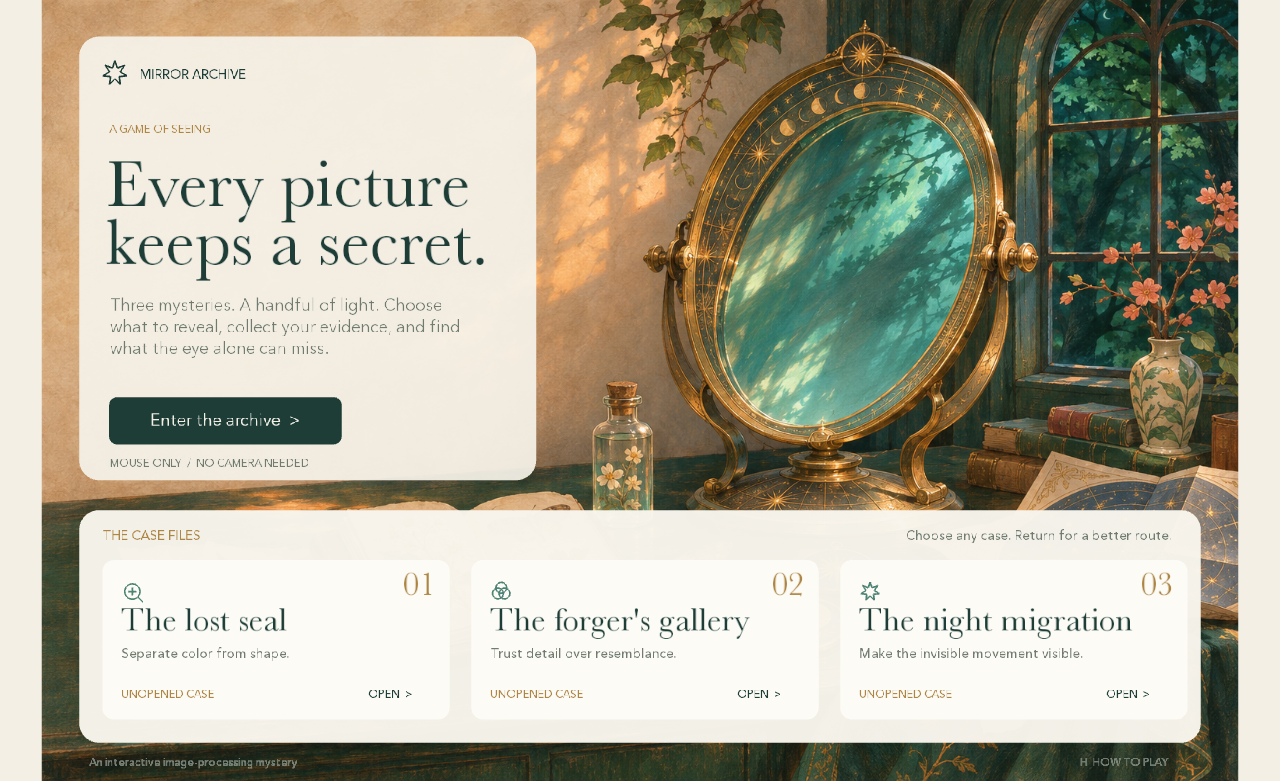 MIRROR ARCHIVE
A GAME OF SEEING
Every picture
keeps a secret.
Three mysteries. A handful of light. Choose
what to reveal, collect your evidence, and find
what the eye alone can miss.
Enter the archive >
MOUSE ONLY / NO CAMERA NEEDED
THE CASE FILES
Choose any case. Return for a better route.
01
The lost seal
Separate color from shape.
UNOPENED CASE
OPEN >
02
The forger's gallery
Trust detail over resemblance.
UNOPENED CASE
OPEN >
03
The night migration
Make the invisible movement visible.
UNOPENED CASE
OPEN >
An interactive image-processing mystery
H HOW TO PLAY